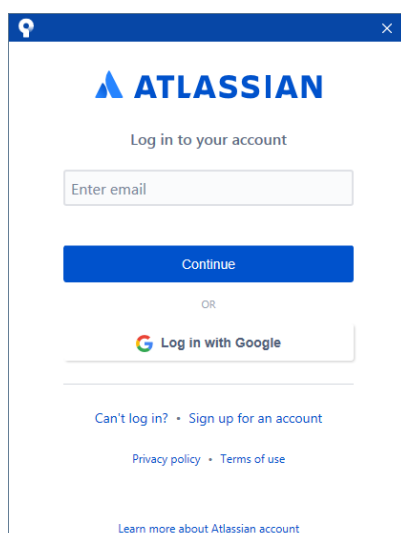 ATLASSIAN
Log in to your account
Enter email
Continue
OR
Log in with Google
Can't log in? • Sign up for an account
Privacy policy • Terms of use
Learn more about Atlassian account